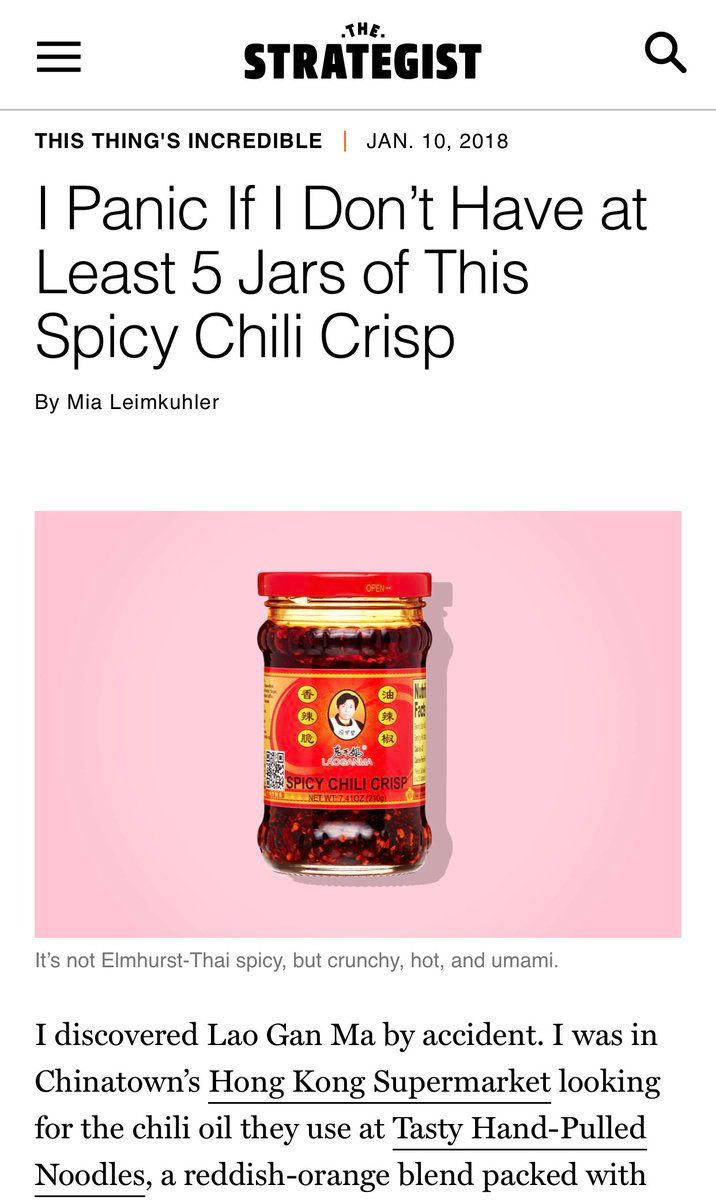 THE
STRATEGIST
THIS THING'S INCREDIBLE | JAN. 10, 2018
I Panic If I Don’t Have at
Least 5 Jars of This
Spicy Chili Crisp
By Mia Leimkuhler
OPEN
香辣脆
油辣椒
老干妈
LAOGANMA
SPICY CHILI CRISP
NET WT: 7.41OZ (210g)
It’s not Elmhurst-Thai spicy, but crunchy, hot, and umami.
I discovered Lao Gan Ma by accident. I was in
Chinatown’s Hong Kong Supermarket looking
for the chili oil they use at Tasty Hand-Pulled
Noodles, a reddish-orange blend packed with